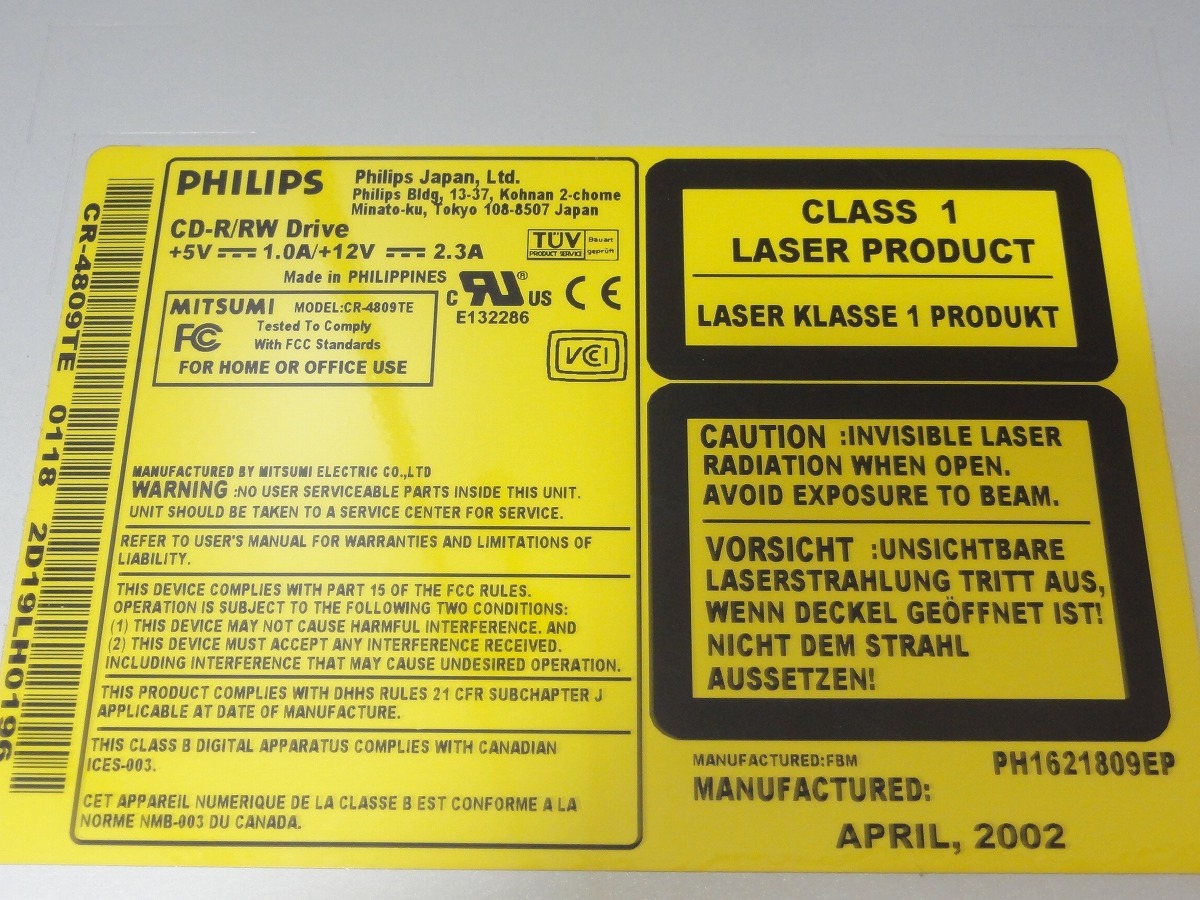 CR-4809TE 0118 2D19LH0196
PHILIPS
Philips Japan, Ltd.
Philips Bldg, 13-37, Kohnan 2-chome
Minato-ku, Tokyo 108-8507 Japan
CD-R/RW Drive
+5V ⎓ 1.0A/+12V ⎓ 2.3A
TÜV
PRODUCT SERVICE
Bauart
geprüft
Made in PHILIPPINES
C UR US ® CE
E132286
MITSUMI MODEL:CR-4809TE
FC Tested To Comply
With FCC Standards
FOR HOME OR OFFICE USE
VCCI
MANUFACTURED BY MITSUMI ELECTRIC CO.,LTD
WARNING :NO USER SERVICEABLE PARTS INSIDE THIS UNIT.
UNIT SHOULD BE TAKEN TO A SERVICE CENTER FOR SERVICE.
REFER TO USER'S MANUAL FOR WARRANTIES AND LIMITATIONS OF
LIABILITY.
THIS DEVICE COMPLIES WITH PART 15 OF THE FCC RULES.
OPERATION IS SUBJECT TO THE FOLLOWING TWO CONDITIONS:
(1) THIS DEVICE MAY NOT CAUSE HARMFUL INTERFERENCE. AND
(2) THIS DEVICE MUST ACCEPT ANY INTERFERENCE RECEIVED.
INCLUDING INTERFERENCE THAT MAY CAUSE UNDESIRED OPERATION.
THIS PRODUCT COMPLIES WITH DHHS RULES 21 CFR SUBCHAPTER J
APPLICABLE AT DATE OF MANUFACTURE.
THIS CLASS B DIGITAL APPARATUS COMPLIES WITH CANADIAN
ICES-003.
CET APPAREIL NUMERIQUE DE LA CLASSE B EST CONFORME A LA
NORME NMB-003 DU CANADA.
CLASS 1
LASER PRODUCT
LASER KLASSE 1 PRODUKT
CAUTION :INVISIBLE LASER
RADIATION WHEN OPEN.
AVOID EXPOSURE TO BEAM.
VORSICHT :UNSICHTBARE
LASERSTRAHLUNG TRITT AUS,
WENN DECKEL GEÖFFNET IST!
NICHT DEM STRAHL
AUSSETZEN!
MANUFACTURED:FBM
PH1621809EP
MANUFACTURED:
APRIL, 2002